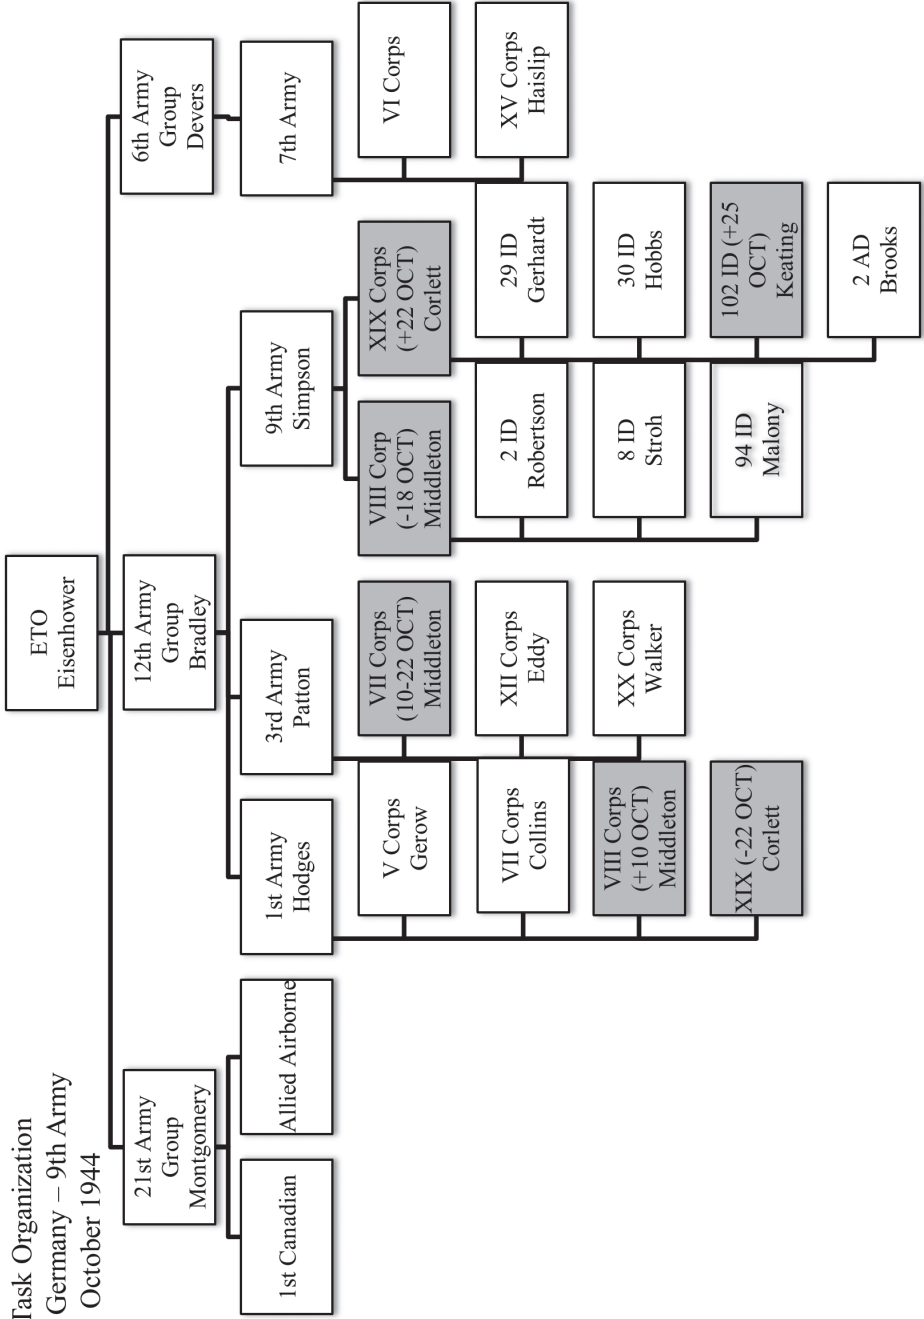 Task Organization
Germany – 9th Army
October 1944
ETO
Eisenhower
21st Army
Group
Montgomery
12th Army
Group
Bradley
6th Army
Group
Devers
1st Canadian
Allied Airborne
1st Army
Hodges
3rd Army
Patton
9th Army
Simpson
7th Army
V Corps
Gerow
VII Corps
Collins
VIII Corps
(+10 OCT)
Middleton
XIX (-22 OCT)
Corlett
VII Corps
(10-22 OCT)
Middleton
XII Corps
Eddy
XX Corps
Walker
VIII Corp
(-18 OCT)
Middleton
2 ID
Robertson
8 ID
Stroh
94 ID
Malony
XIX Corps
(+22 OCT)
Corlett
29 ID
Gerhardt
30 ID
Hobbs
102 ID (+25
OCT)
Keating
2 AD
Brooks
VI Corps
XV Corps
Haislip